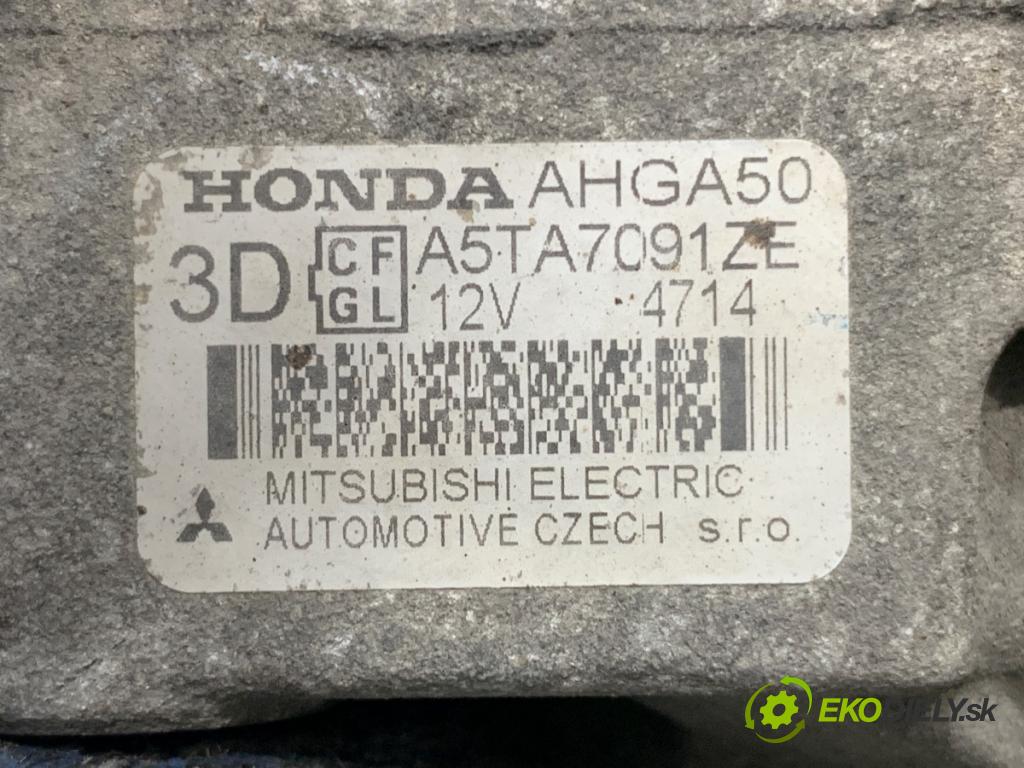 HONDA AHGA50
3D CF GL A5TA7091ZE
12V 4714
MITSUBISHI ELECTRIC
AUTOMOTIVE CZECH s.r.o.
EKODIELY.sk